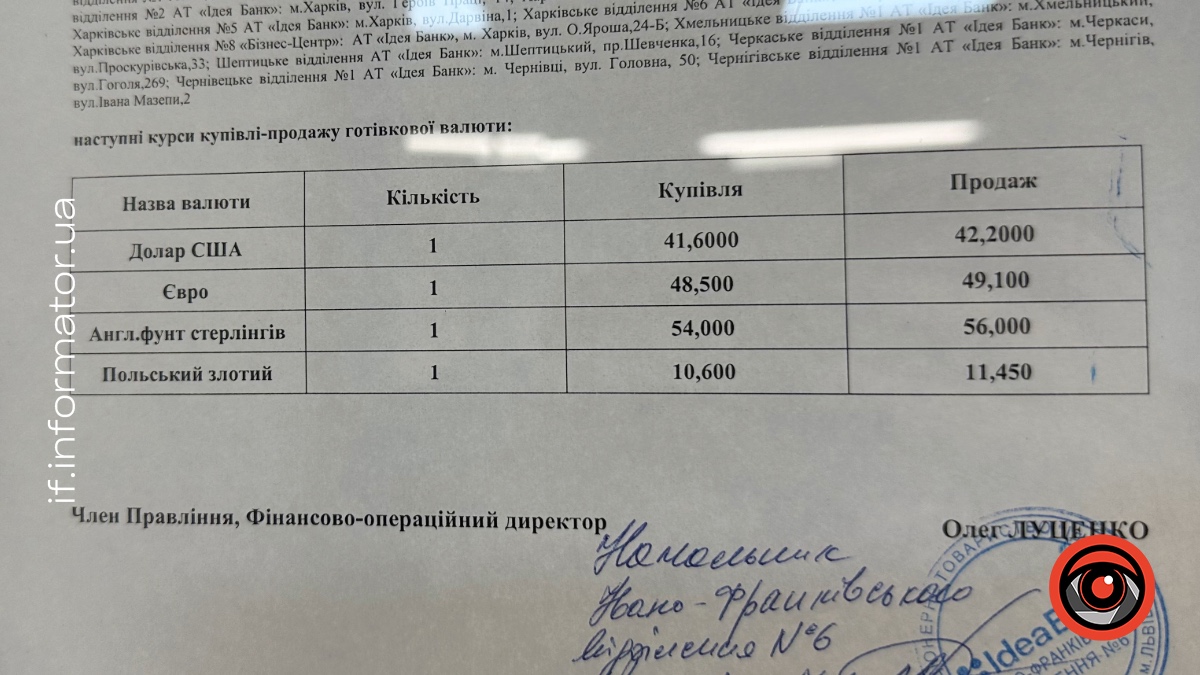 відділення №2 АТ «Ідея Банк»: м.Харків, вул. Героїв Праці,
Харківське відділення №5 АТ «Ідея Банк»: м.Харків, вул.Дарвіна,1; Харківське відділення №6 АТ «Ідея Банк»: м.Хмельницький,
Харківське відділення №8 «Бізнес-Центр»: АТ «Ідея Банк», м. Харків, вул. О.Яроша,24-Б; Хмельницьке відділення №1 АТ «Ідея Банк»:
вул.Проскурівська,33; Шептицьке відділення АТ «Ідея Банк»: м.Шептицький, пр.Шевченка,16; Черкаське відділення №1 АТ «Ідея Банк»: м.Черкаси,
вул.Гоголя,269; Чернівецьке відділення №1 АТ «Ідея Банк»: м. Чернівці, вул. Головна, 50; Чернігівське відділення №1 АТ «Ідея Банк»: м.Чернігів,
вул.Івана Мазепи,2
наступні курси купівлі-продажу готівкової валюти:
Назва валюти Кількість Купівля Продаж
Долар США 1 41,6000 42,2000
Євро 1 48,500 49,100
Англ.фунт стерлінгів 1 54,000 56,000
Польський злотий 1 10,600 11,450
Член Правління, Фінансово-операційний директор Олег ЛУЦЕНКО
Начальник
Івано-Франківського
відділення №6
IdeaB
м.ЛЬВІВ
if.informator.ua